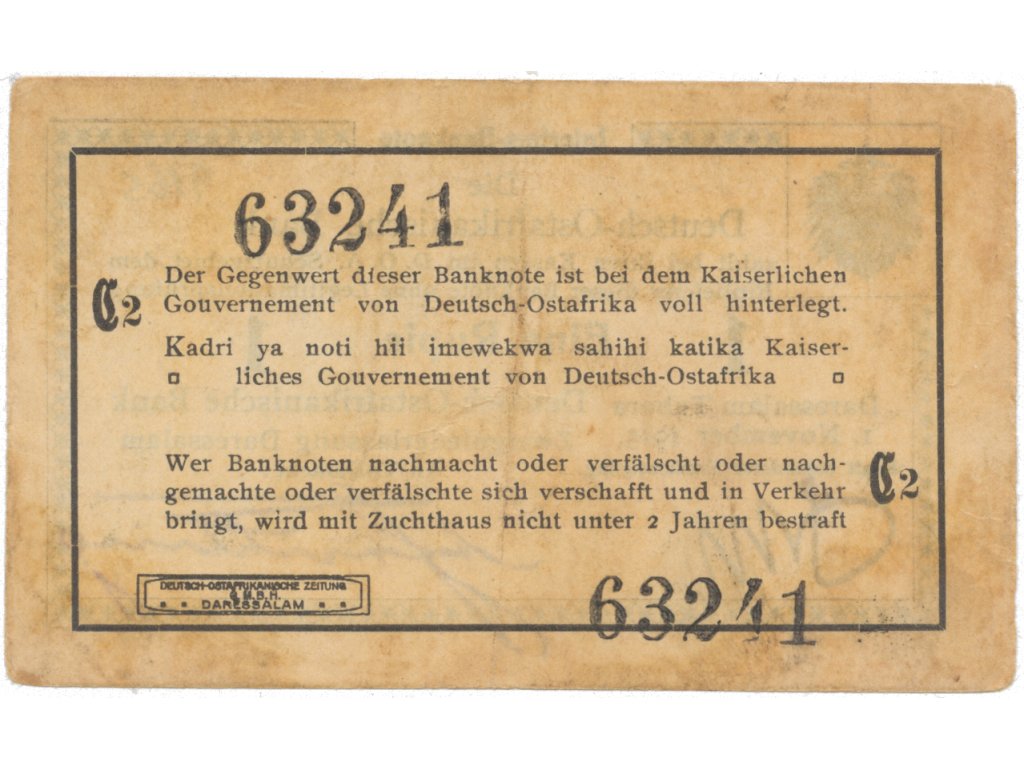 63241
Der Gegenwert dieser Banknote ist bei dem Kaiserlichen
C2
Gouvernement von Deutsch-Ostafrika voll hinterlegt.
Kadri ya noti hii imewekwa sahihi katika Kaiser-
liches Gouvernement von Deutsch-Ostafrika
Wer Banknoten nachmacht oder verfälscht oder nach-
C2
gemachte oder verfälschte sich verschafft und in Verkehr
bringt, wird mit Zuchthaus nicht unter 2 Jahren bestraft
DEUTSCH-OSTAFRIKANISCHE ZEITUNG
G.M.B.H.
DARESSALAM
63241